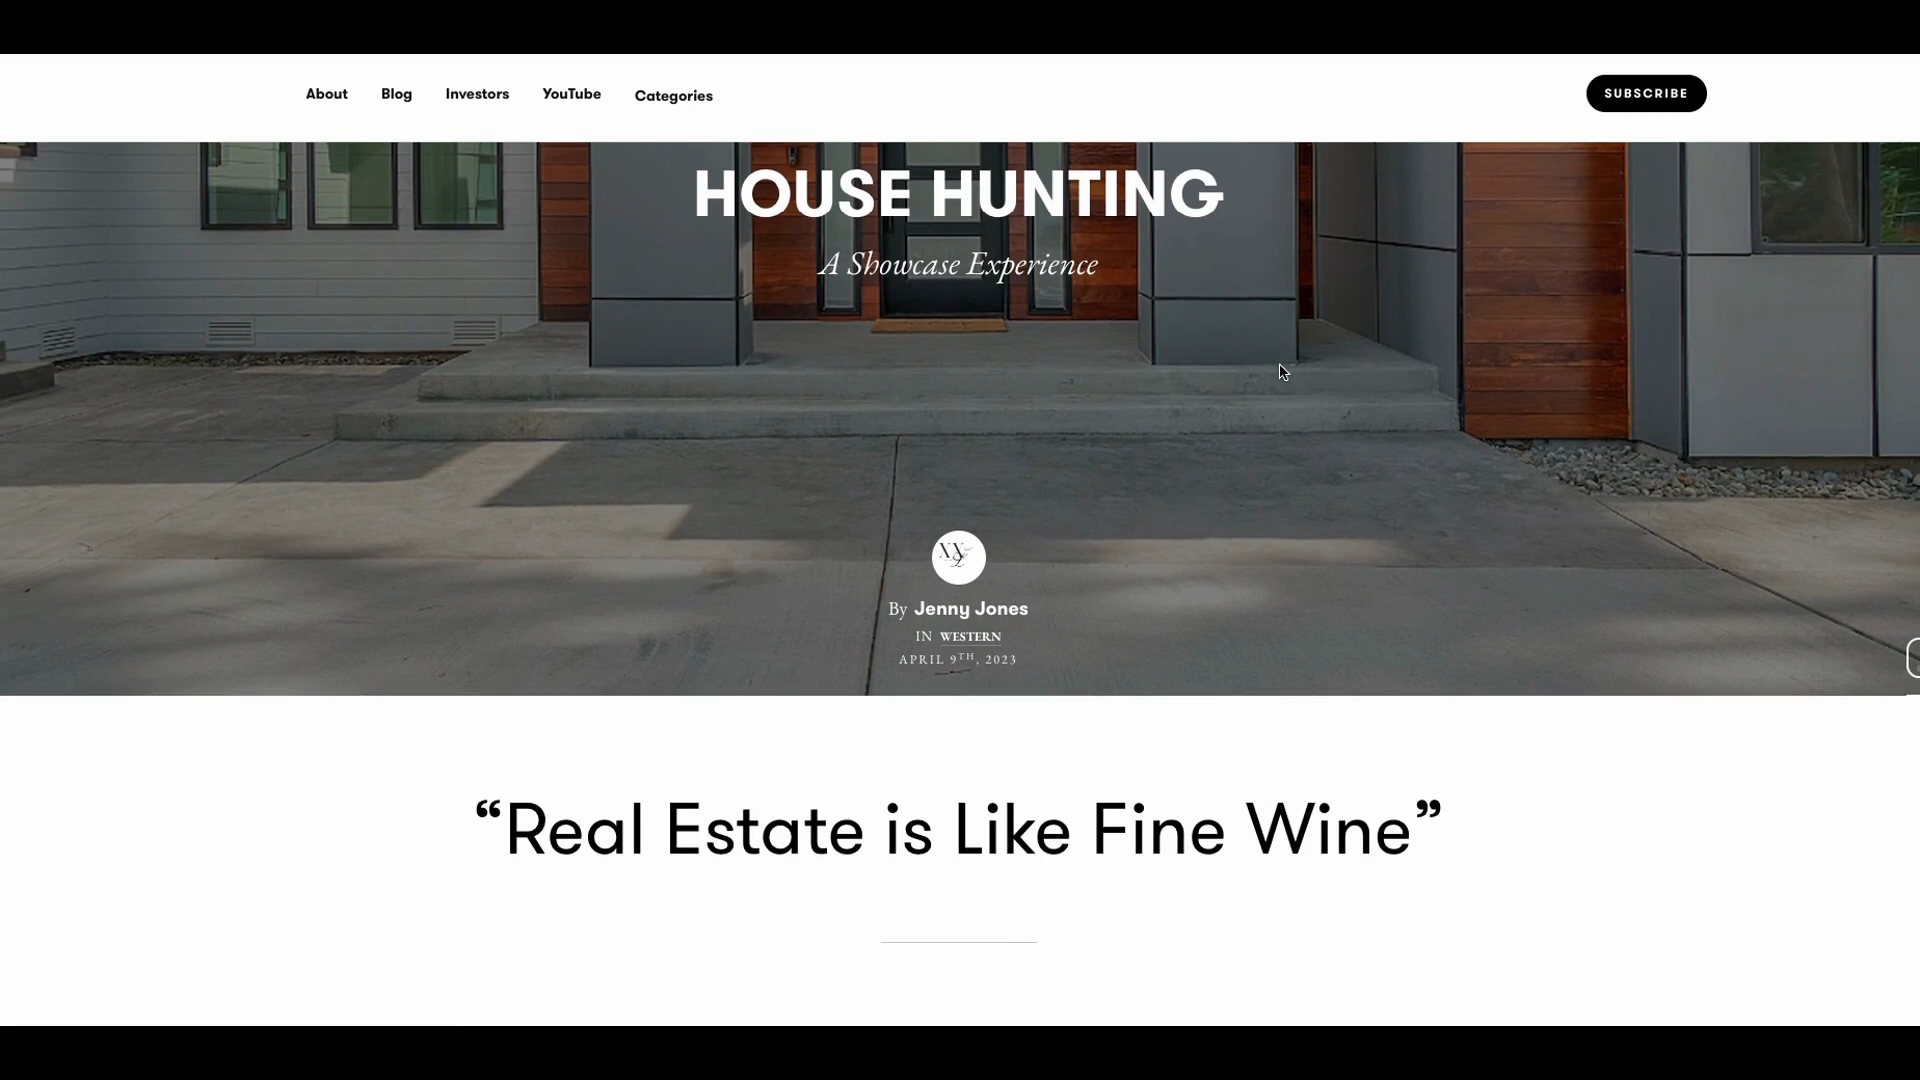 About Blog Investors YouTube Categories SUBSCRIBE
HOUSE HUNTING
A Showcase Experience
By Jenny Jones
IN WESTERN
APRIL 9TH, 2023
“Real Estate is Like Fine Wine”